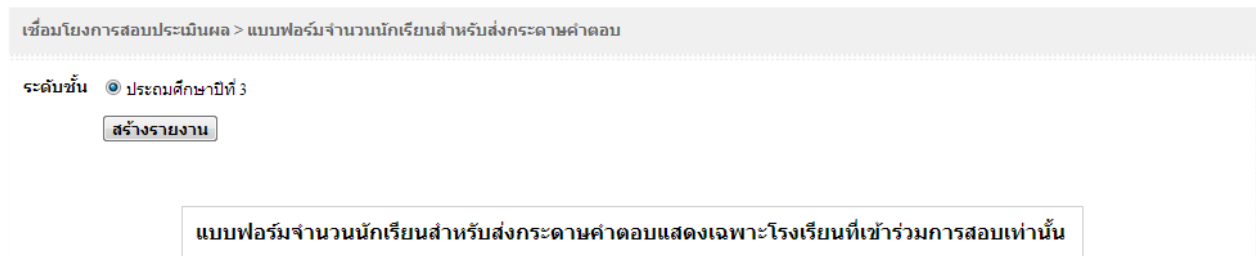 เชื่อมโยงการสอบประเมินผล > แบบฟอร์มจำนวนนักเรียนสำหรับส่งกระดาษคำตอบ
ระดับชั้น ประถมศึกษาปีที่ 3
สร้างรายงาน
แบบฟอร์มจำนวนนักเรียนสำหรับส่งกระดาษคำตอบแสดงเฉพาะโรงเรียนที่เข้าร่วมการสอบเท่านั้น